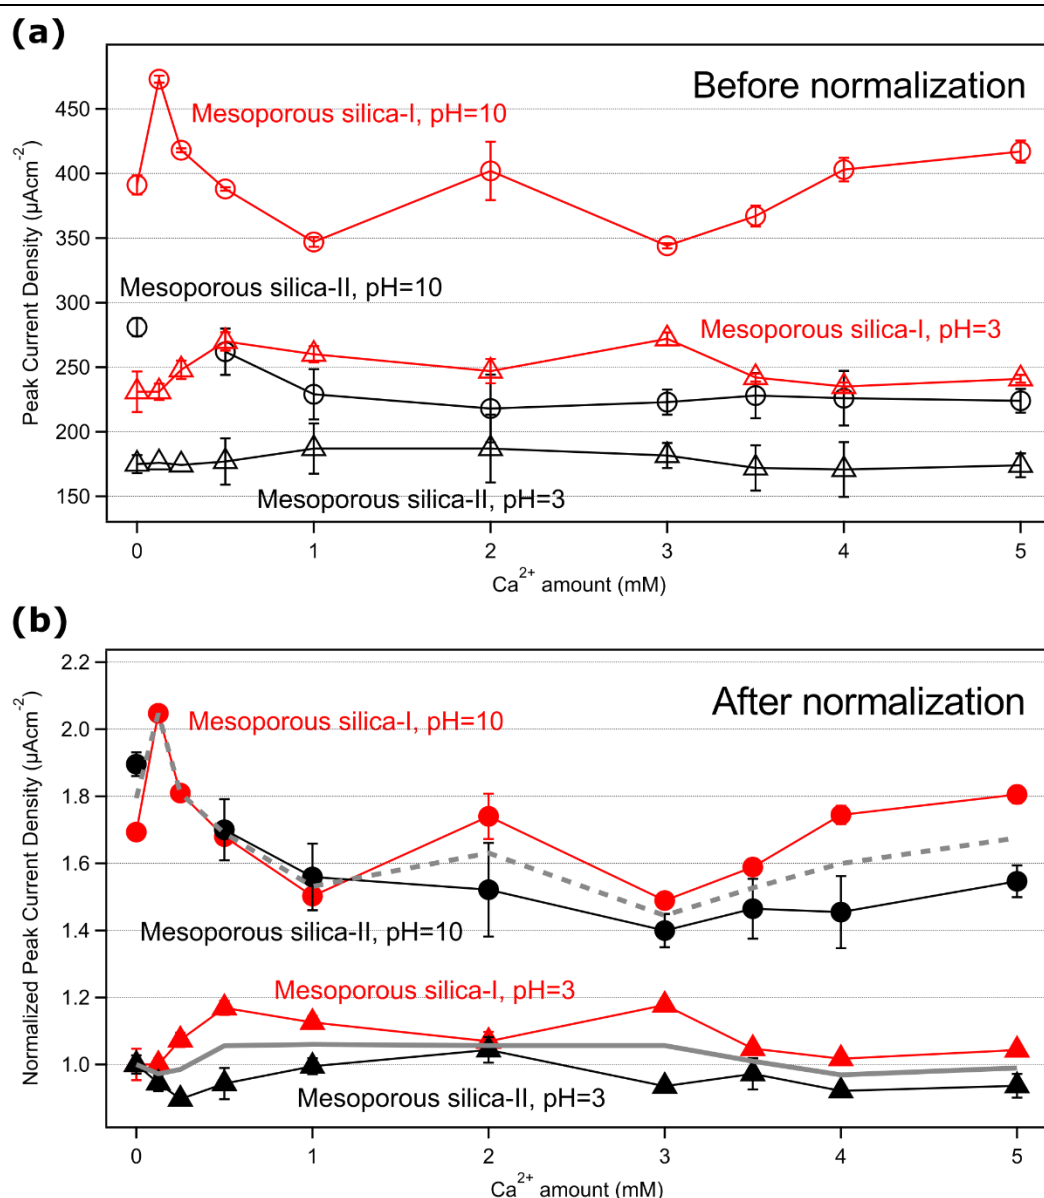 (a)
Before normalization
Mesoporous silica-I, pH=10
Mesoporous silica-II, pH=10
Mesoporous silica-I, pH=3
Mesoporous silica-II, pH=3
Peak Current Density (µAcm⁻²)
450
400
350
300
250
200
150
0 1 2 3 4 5
Ca²⁺ amount (mM)
(b)
After normalization
Mesoporous silica-I, pH=10
Mesoporous silica-II, pH=10
Mesoporous silica-I, pH=3
Mesoporous silica-II, pH=3
Normalized Peak Current Density (µAcm⁻²)
2.2
2.0
1.8
1.6
1.4
1.2
1.0
0 1 2 3 4 5
Ca²⁺ amount (mM)